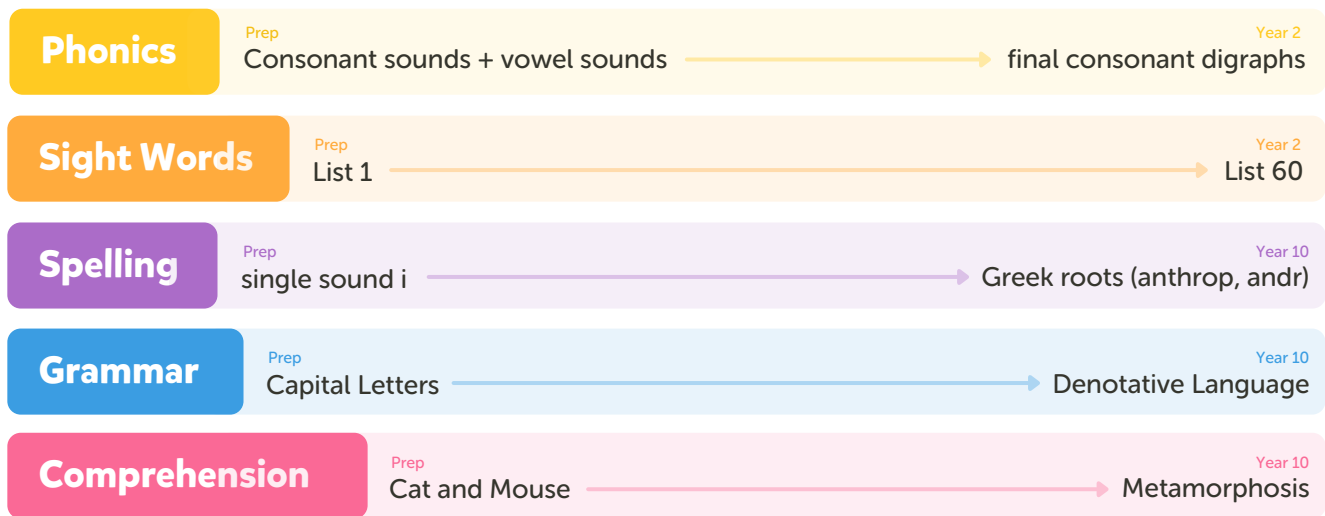 Phonics
Prep
Consonant sounds + vowel sounds
Year 2
final consonant digraphs
Sight Words
Prep
List 1
Year 2
List 60
Spelling
Prep
single sound i
Year 10
Greek roots (anthrop, andr)
Grammar
Prep
Capital Letters
Year 10
Denotative Language
Comprehension
Prep
Cat and Mouse
Year 10
Metamorphosis